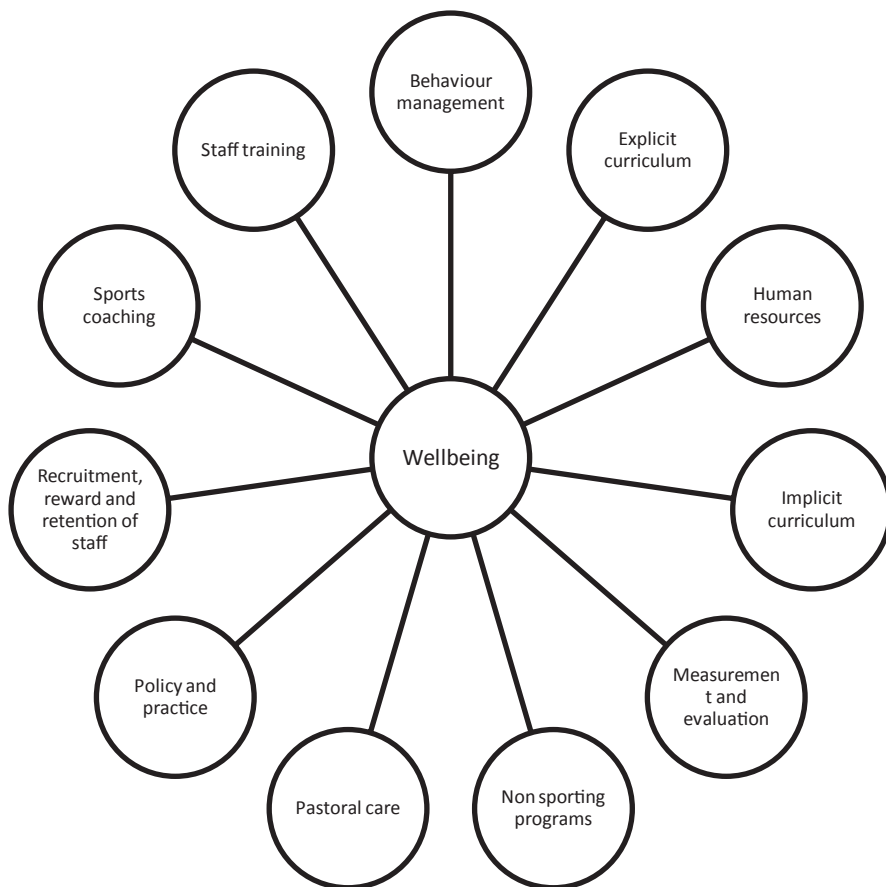 Behaviour
management
Explicit
curriculum
Human
resources
Implicit
curriculum
Measuremen
t and
evaluation
Non sporting
programs
Pastoral care
Policy and
practice
Recruitment,
reward and
retention of
staff
Sports
coaching
Staff training
Wellbeing